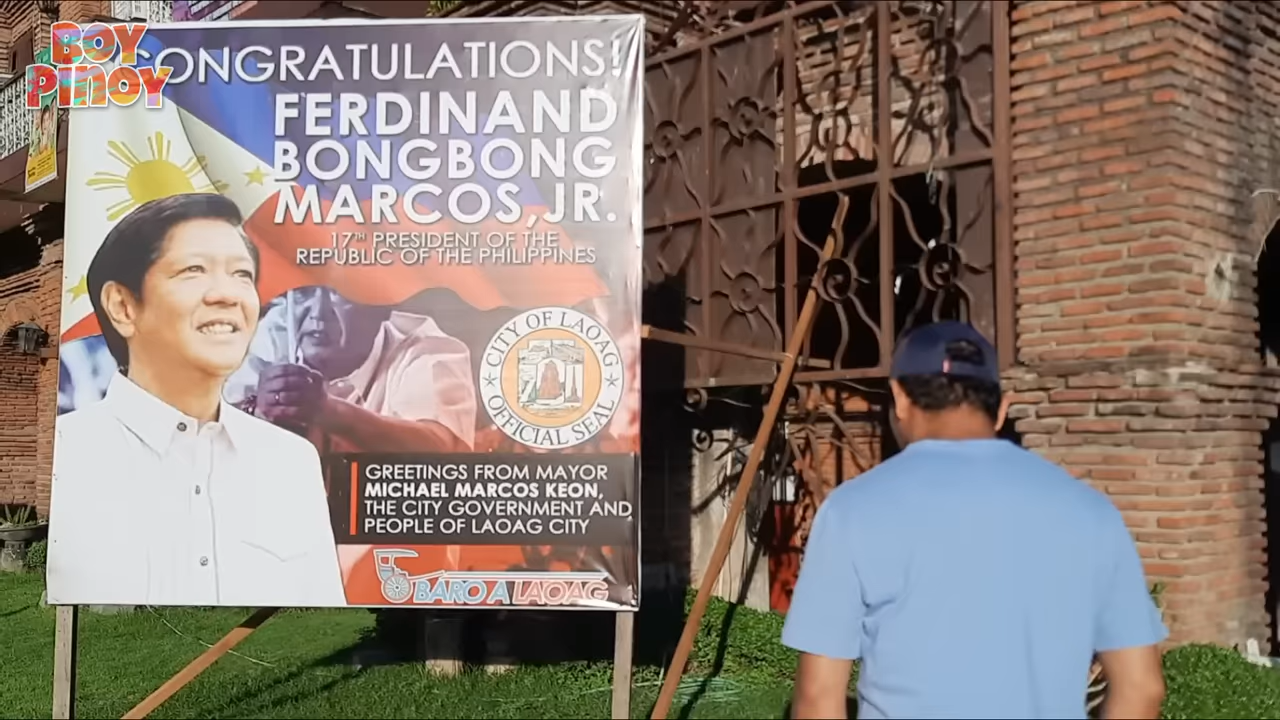 BOY
PINOY
CONGRATULATIONS!
FERDINAND
BONGBONG
MARCOS, JR.
17TH PRESIDENT OF THE
REPUBLIC OF THE PHILIPPINES
CITY OF LAOAG
OFFICIAL SEAL
GREETINGS FROM MAYOR
MICHAEL MARCOS KEON,
THE CITY GOVERNMENT AND
PEOPLE OF LAOAG CITY
BARO A LAOAG